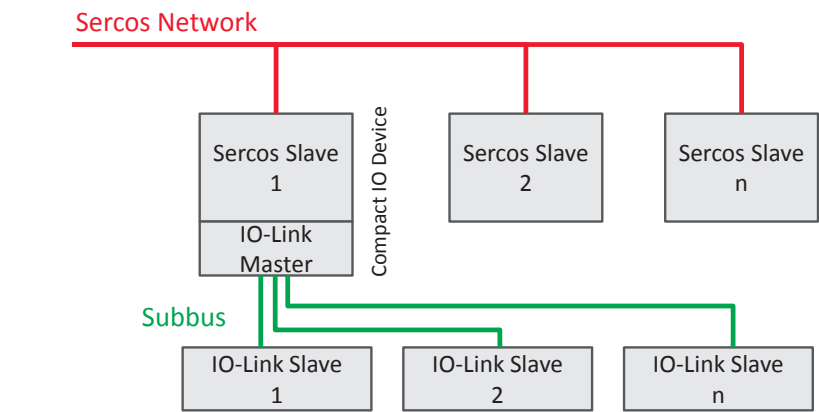 Sercos Network
Sercos Slave
1
Compact IO Device
Sercos Slave
2
Sercos Slave
n
IO-Link
Master
Subbus
IO-Link Slave
1
IO-Link Slave
2
IO-Link Slave
n